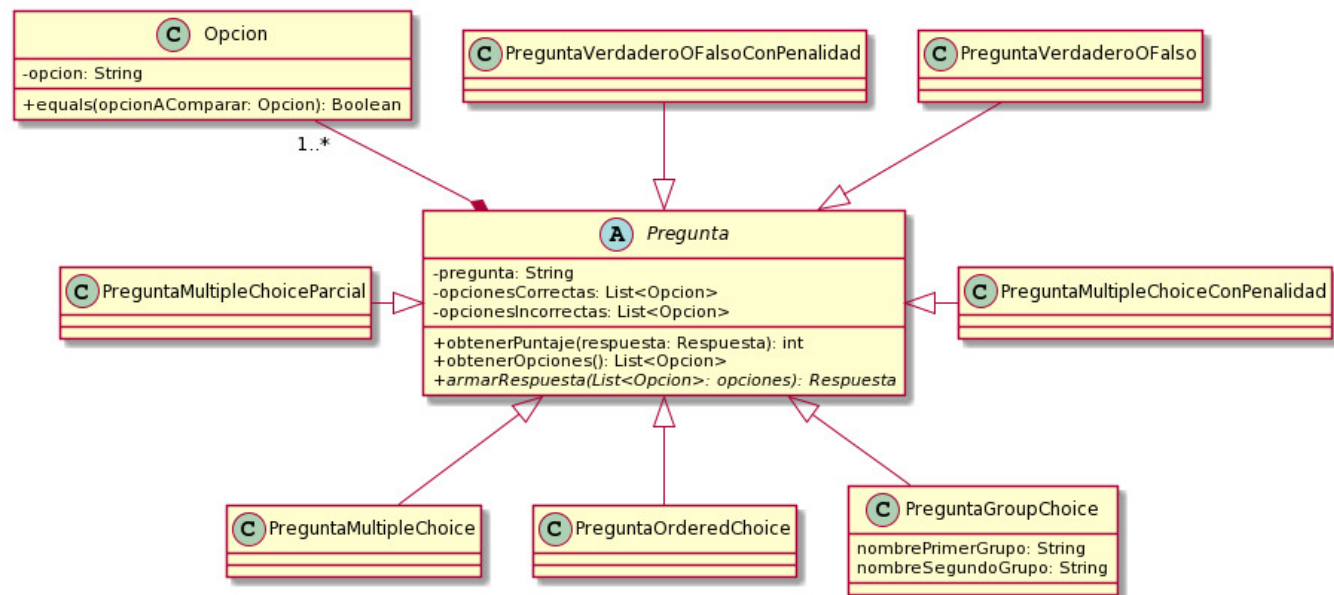 C Opcion
-opcion: String
+equals(opcionAComparar: Opcion): Boolean
C PreguntaVerdaderoOFalsoConPenalidad
C PreguntaVerdaderoOFalso
1..*
A Pregunta
-pregunta: String
-opcionesCorrectas: List<Opcion>
-opcionesIncorrectas: List<Opcion>
+obtenerPuntaje(respuesta: Respuesta): int
+obtenerOpciones(): List<Opcion>
+armarRespuesta(List<Opcion>: opciones): Respuesta
C PreguntaMultipleChoiceParcial
C PreguntaMultipleChoiceConPenalidad
C PreguntaMultipleChoice
C PreguntaOrderedChoice
C PreguntaGroupChoice
nombrePrimerGrupo: String
nombreSegundoGrupo: String